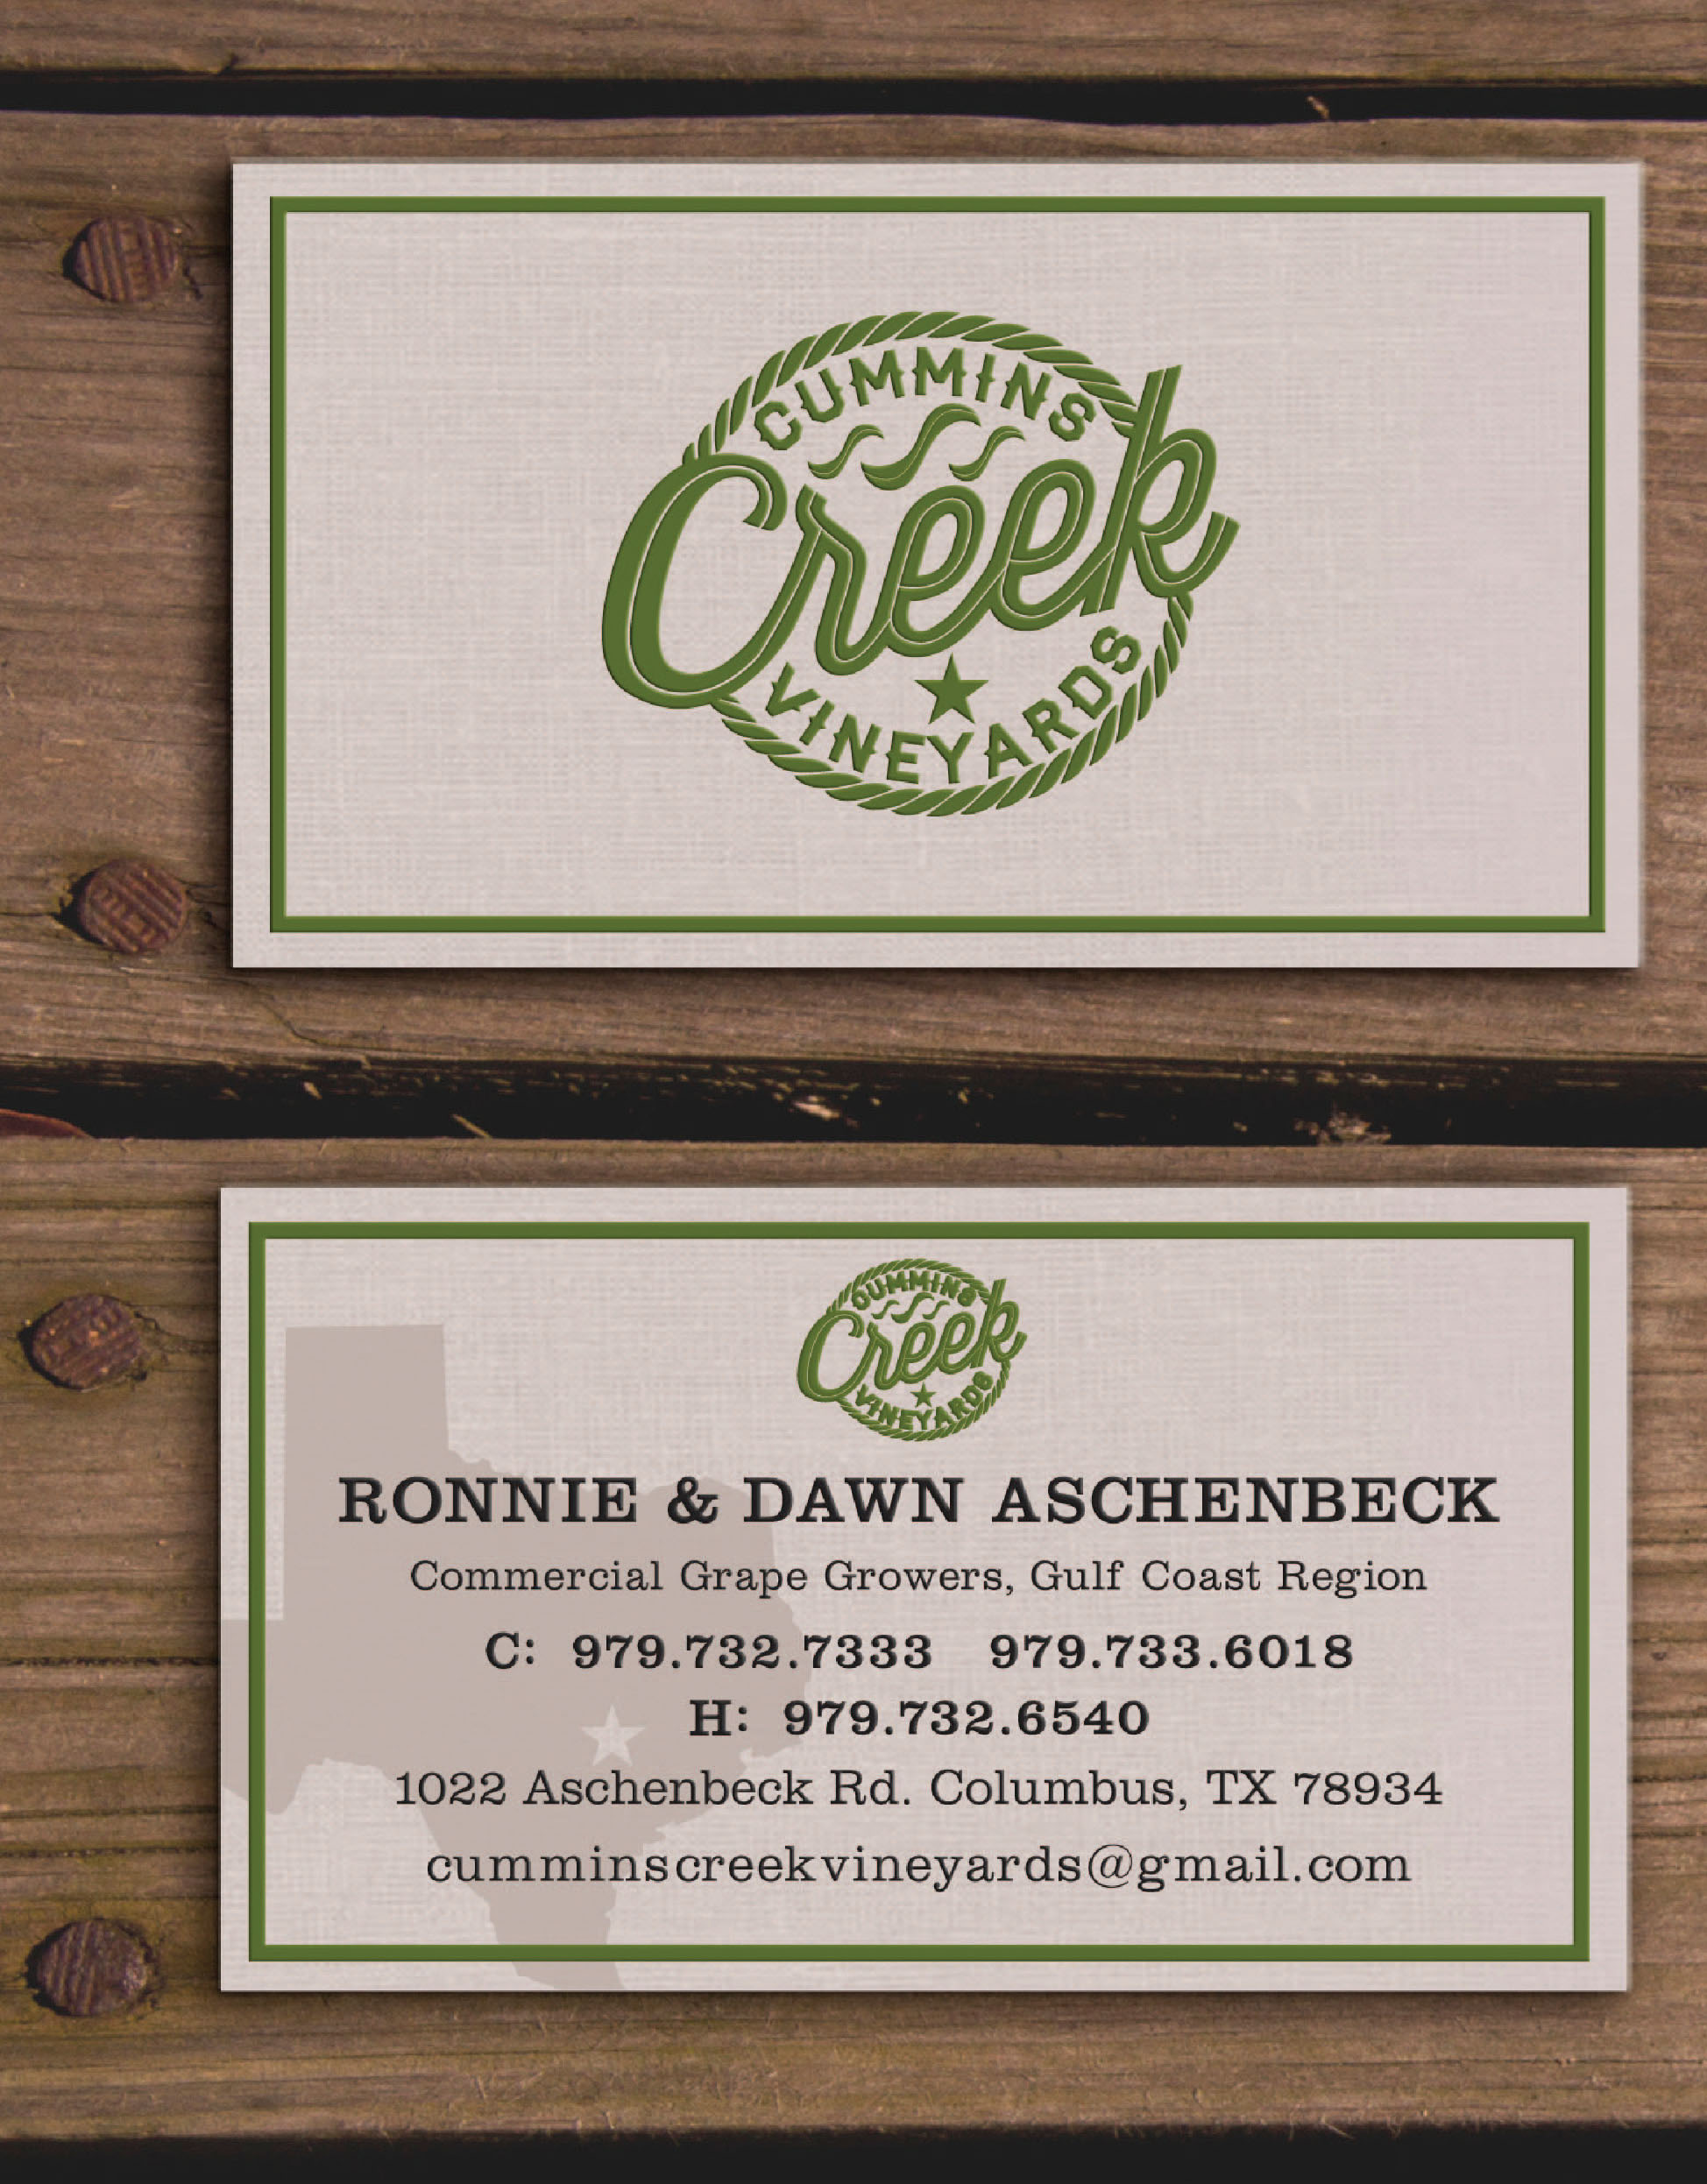 CUMMINS
Creek
VINEYARDS
CUMMINS
Creek
VINEYARDS
RONNIE & DAWN ASCHENBECK
Commercial Grape Growers, Gulf Coast Region
C: 979.732.7333 979.733.6018
H: 979.732.6540
1022 Aschenbeck Rd. Columbus, TX 78934
cumminscreekvineyards@gmail.com